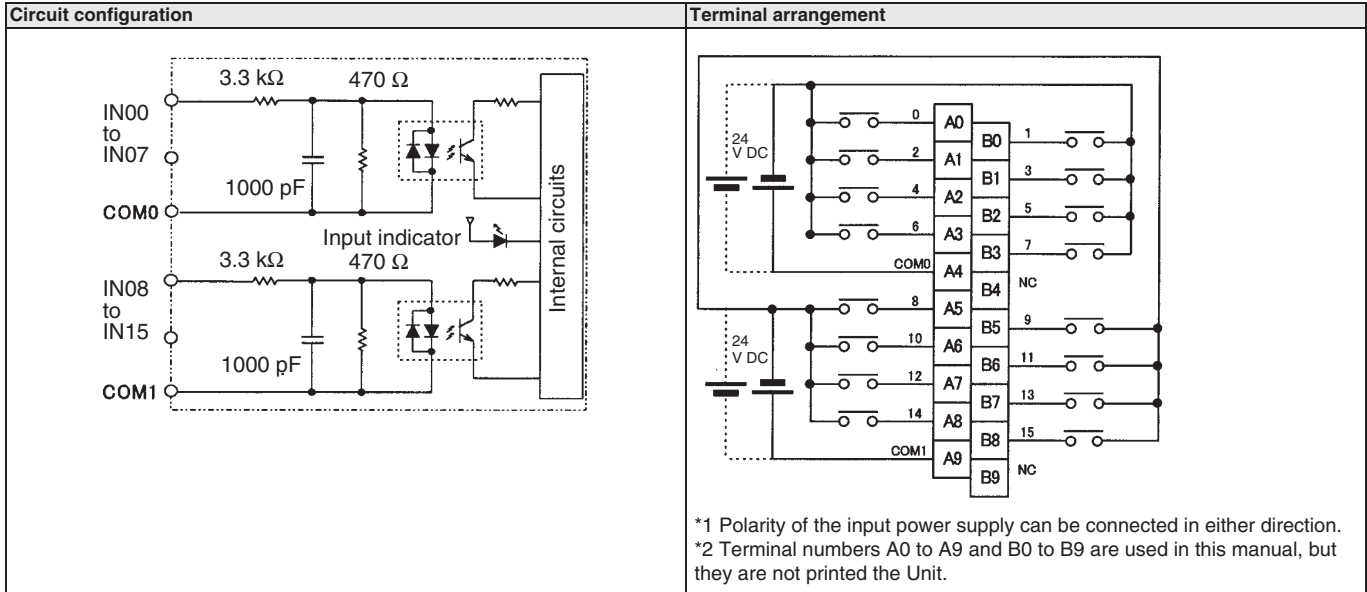 Circuit configuration
Terminal arrangement
3.3 kΩ
470 Ω
IN00
to
IN07
1000 pF
COM0
Input indicator
Internal circuits
3.3 kΩ
470 Ω
IN08
to
IN15
1000 pF
COM1
24
V DC
0
A0
B0
1
2
A1
B1
3
4
A2
B2
5
6
A3
B3
7
COM0
A4
B4
NC
24
V DC
8
A5
B5
9
10
A6
B6
11
12
A7
B7
13
14
A8
B8
15
COM1
A9
B9
NC
*1 Polarity of the input power supply can be connected in either direction.
*2 Terminal numbers A0 to A9 and B0 to B9 are used in this manual, but
they are not printed the Unit.